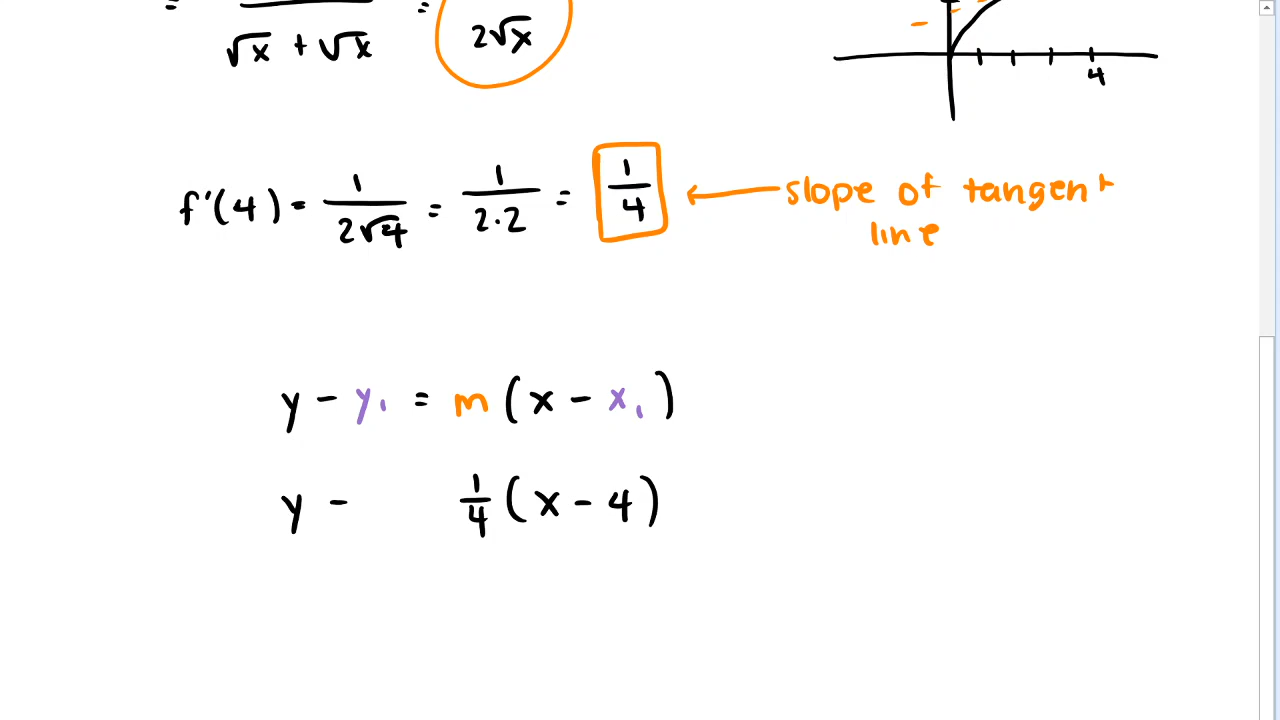 = √x + √x = 2√x
4
f'(4) = 1/(2√4) = 1/(2·2) = 1/4 ← slope of tangent
line
y - y₁ = m(x - x₁)
y - 1/4(x - 4)